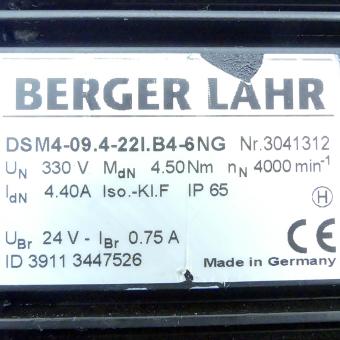 BERGER LAHR
DSM4-09.4-22I.B4-6NG Nr.3041312
UN 330 V MdN 4.50Nm nN 4000 min-1
IdN 4.40A Iso.-Kl.F IP 65
H
UBr 24 V - IBr 0.75 A
CE
ID 3911 3447526 Made in Germany